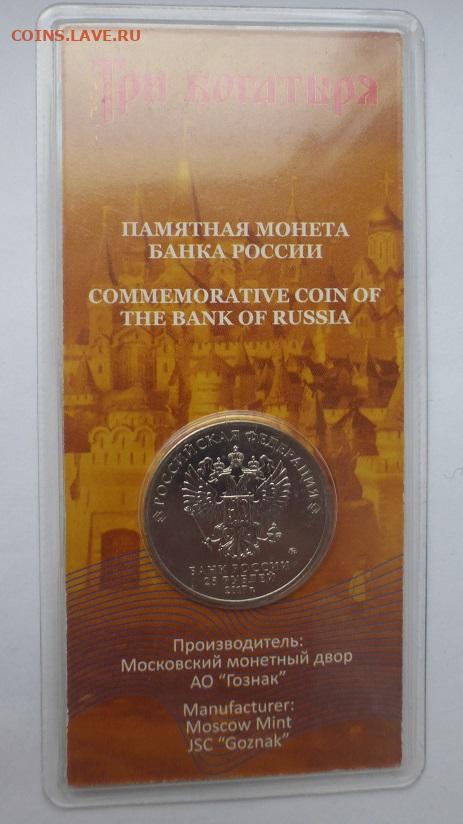 COINS.LAVE.RU
Три богатыря
ПАМЯТНАЯ МОНЕТА
БАНКА РОССИИ
COMMEMORATIVE COIN OF
THE BANK OF RUSSIA
РОССИЙСКАЯ ФЕДЕРАЦИЯ
БАНК РОССИИ
25 РУБЛЕЙ
2017 г.
Производитель:
Московский монетный двор
АО "Гознак"
Manufacturer:
Moscow Mint
JSC "Goznak"